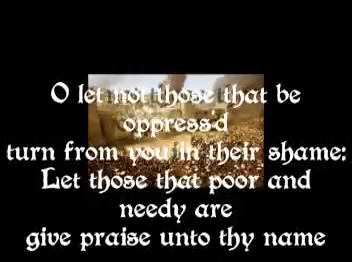 O let not those that be
oppress'd
turn from you in their shame:
Let those that poor and
needy are
give praise unto thy name